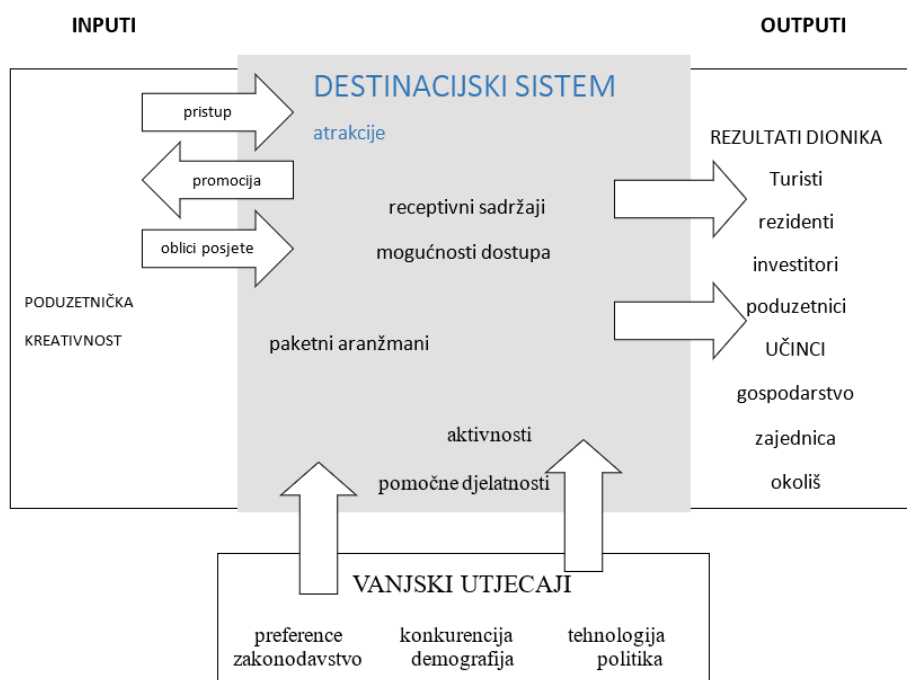 INPUTI
OUTPUTI
pristup
promocija
oblici posjete
PODUZETNIČKA
KREATIVNOST
DESTINACIJSKI SISTEM
atrakcije
receptivni sadržaji
mogućnosti dostupa
paketni aranžmani
aktivnosti
pomočne djelatnosti
REZULTATI DIONIKA
Turisti
rezidenti
investitori
poduzetnici
UČINCI
gospodarstvo
zajednica
okoliš
VANJSKI UTJECAJI
preference konkurencija tehnologija
zakonodavstvo demografija politika